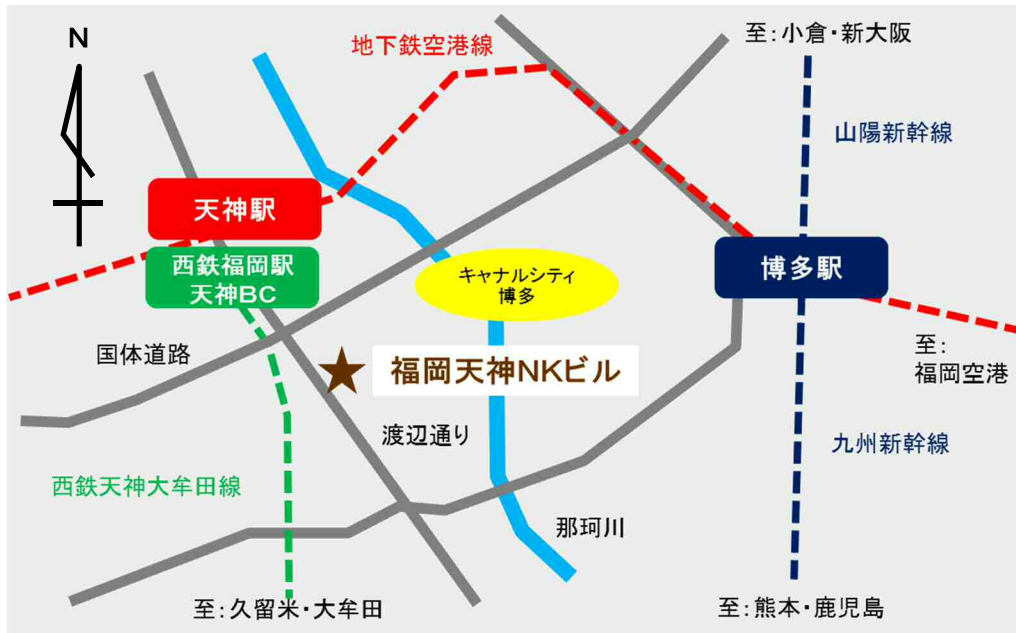 N
地下鉄空港線
至：小倉・新大阪
山陽新幹線
天神駅
西鉄福岡駅
天神BC
キャナルシティ
博多
博多駅
国体道路
福岡天神NKビル
至：
福岡空港
渡辺通り
九州新幹線
西鉄天神大牟田線
那珂川
至：久留米・大牟田
至：熊本・鹿児島